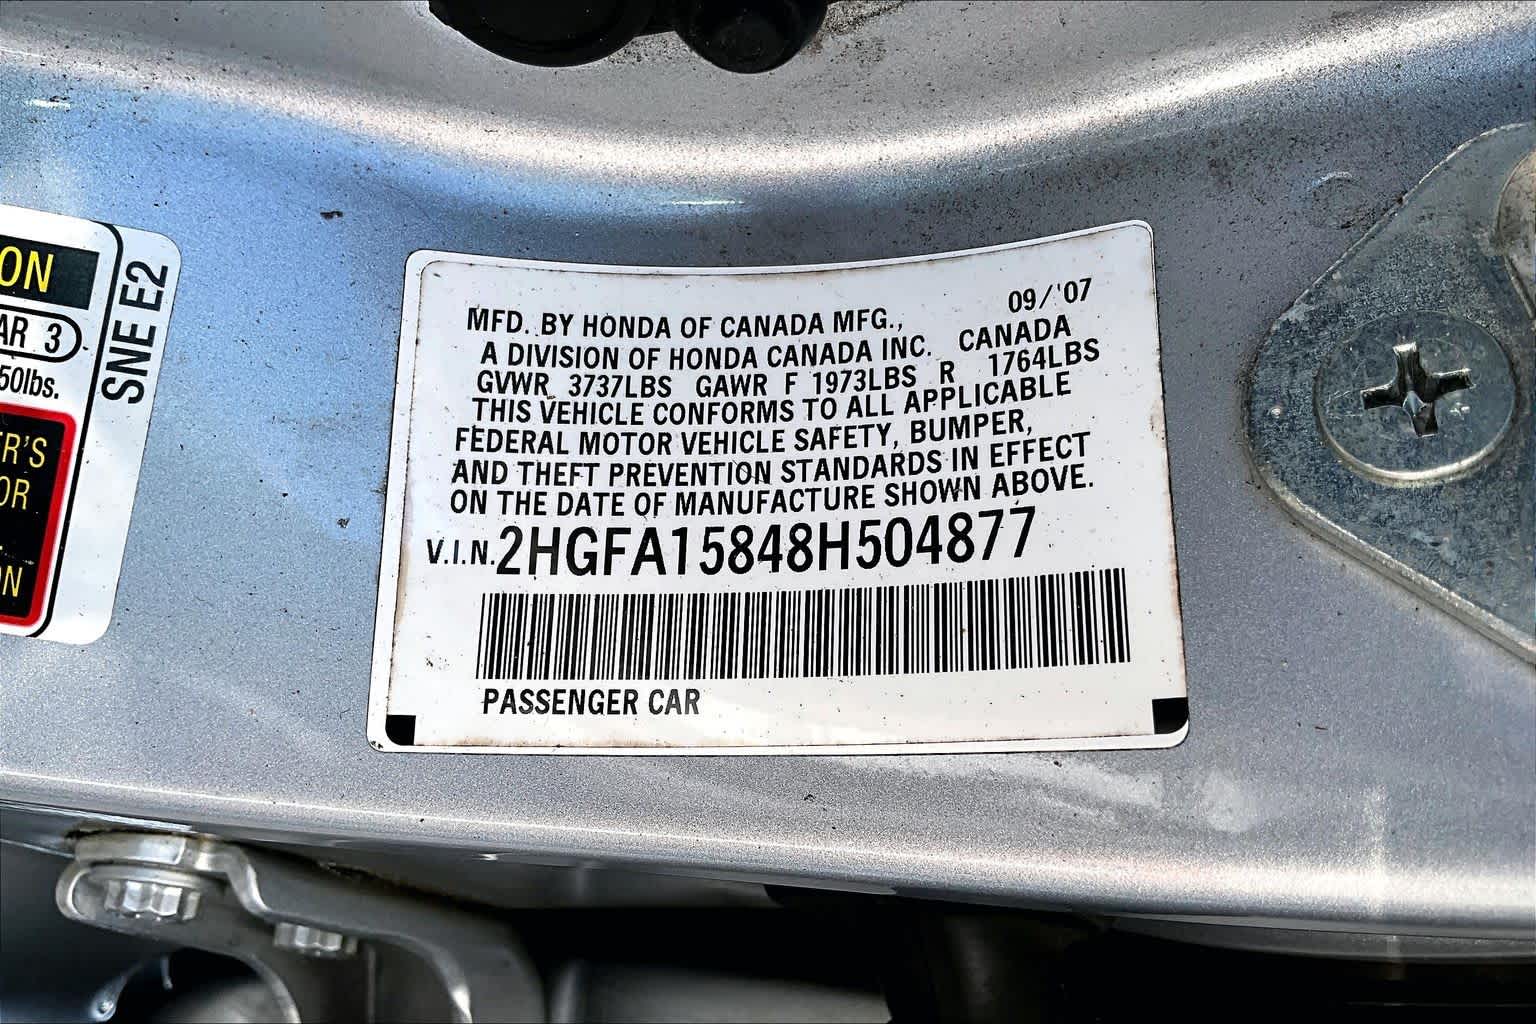 ON
AR 3
50lbs.
R'S
OR
ON
SNE E2
09/'07
MFD. BY HONDA OF CANADA MFG.,
A DIVISION OF HONDA CANADA INC. CANADA
GVWR 3737LBS GAWR F 1973LBS R 1764LBS
THIS VEHICLE CONFORMS TO ALL APPLICABLE
FEDERAL MOTOR VEHICLE SAFETY, BUMPER,
AND THEFT PREVENTION STANDARDS IN EFFECT
ON THE DATE OF MANUFACTURE SHOWN ABOVE.
V.I.N. 2HGFA15848H504877
PASSENGER CAR